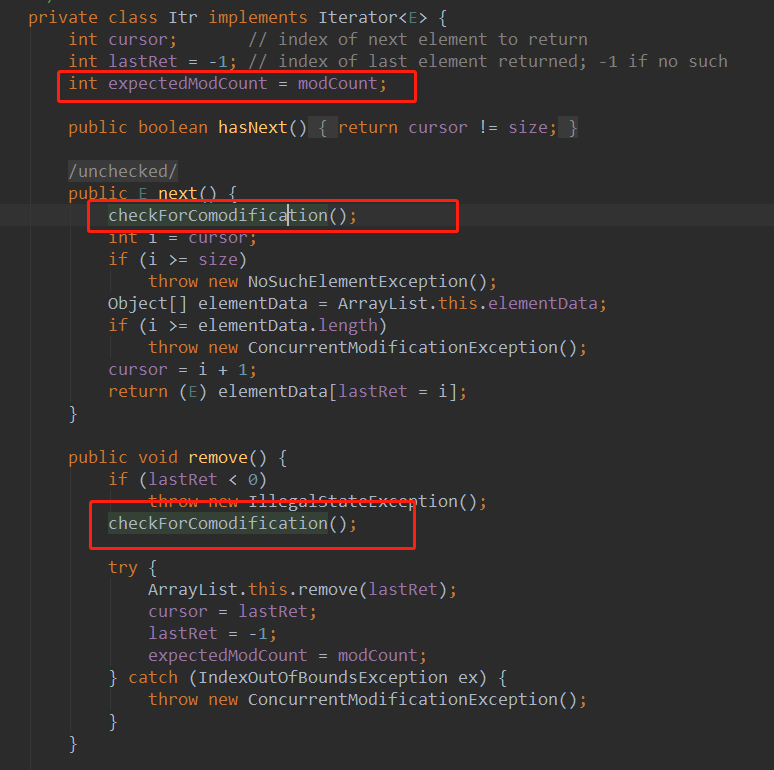 private class Itr implements Iterator<E> {
int cursor;       // index of next element to return
int lastRet = -1; // index of last element returned; -1 if no such
int expectedModCount = modCount;
public boolean hasNext() { return cursor != size; }
/unchecked/
public E next() {
checkForComodification();
int i = cursor;
if (i >= size)
throw new NoSuchElementException();
Object[] elementData = ArrayList.this.elementData;
if (i >= elementData.length)
throw new ConcurrentModificationException();
cursor = i + 1;
return (E) elementData[lastRet = i];
}
public void remove() {
if (lastRet < 0)
throw new IllegalStateException();
checkForComodification();
try {
ArrayList.this.remove(lastRet);
cursor = lastRet;
lastRet = -1;
expectedModCount = modCount;
} catch (IndexOutOfBoundsException ex) {
throw new ConcurrentModificationException();
}
}